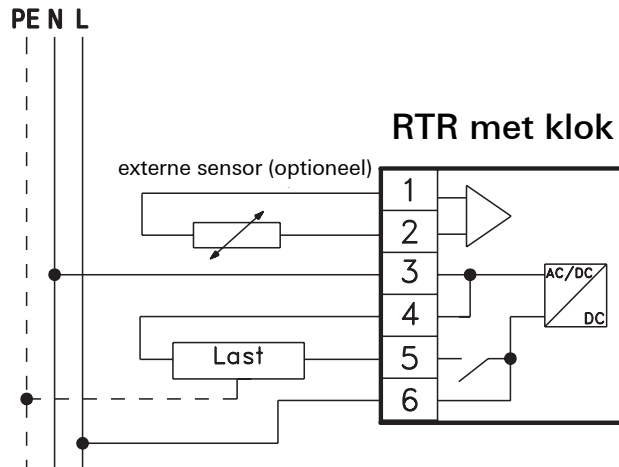 PE N L
RTR met klok
externe sensor (optioneel)
1
2
3
AC/DC
4
DC
Last
5
6